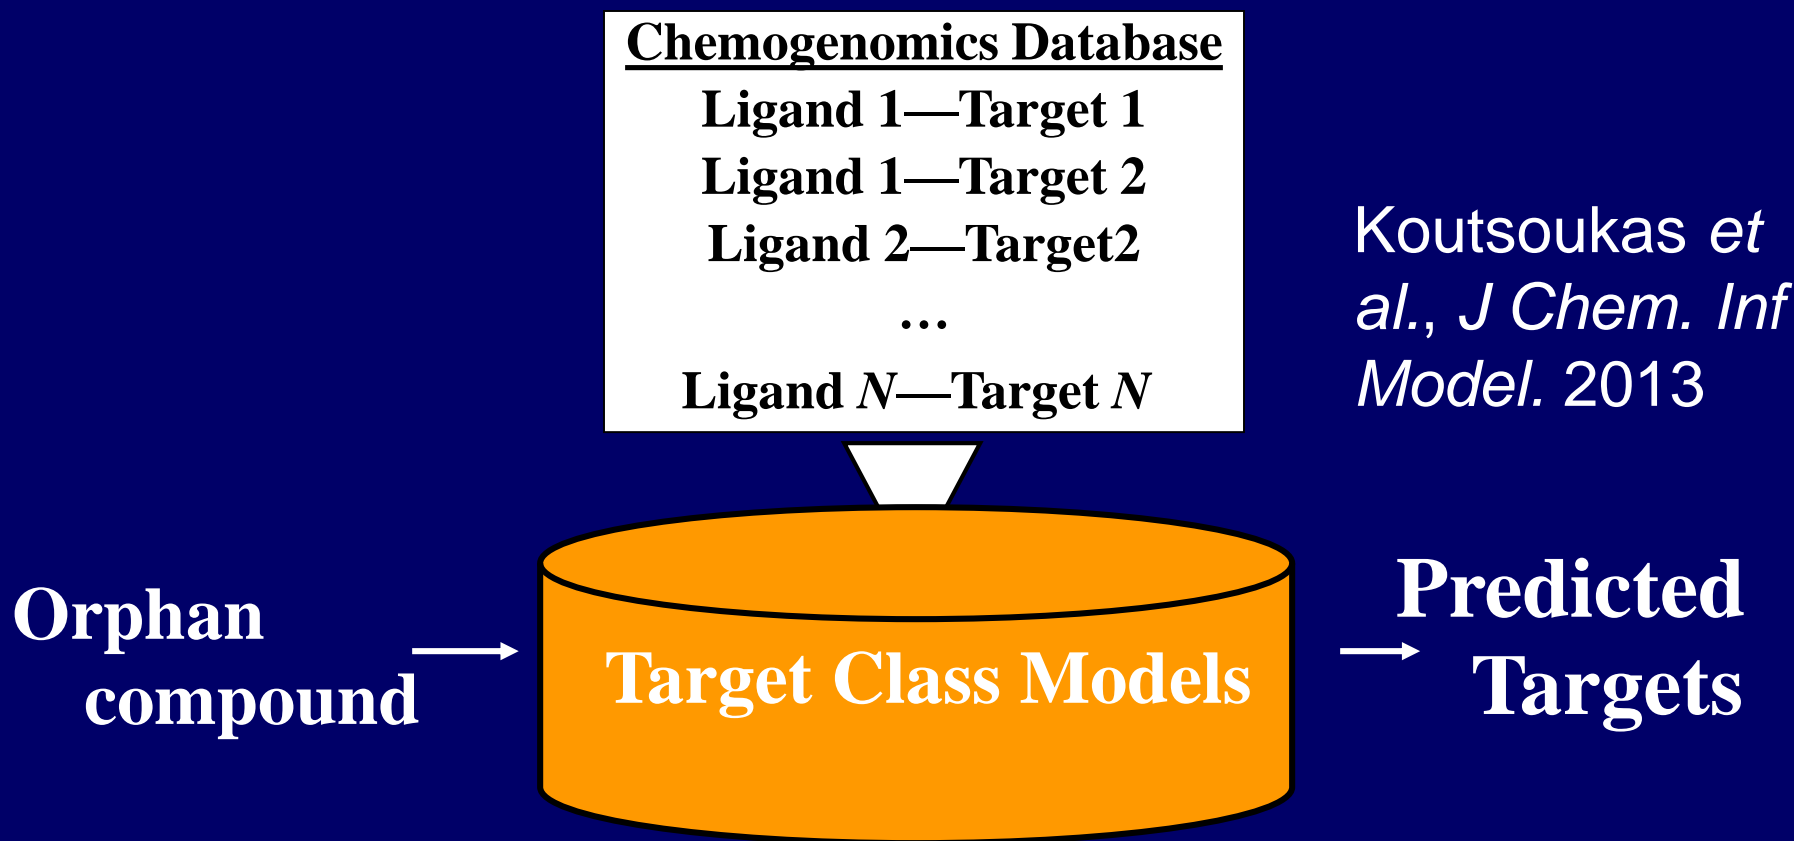 Chemogenomics Database
Ligand 1—Target 1
Ligand 1—Target 2
Ligand 2—Target2
…
Ligand N—Target N
Koutsoukas et
al., J Chem. Inf
Model. 2013
Orphan
compound
Target Class Models
Predicted
Targets